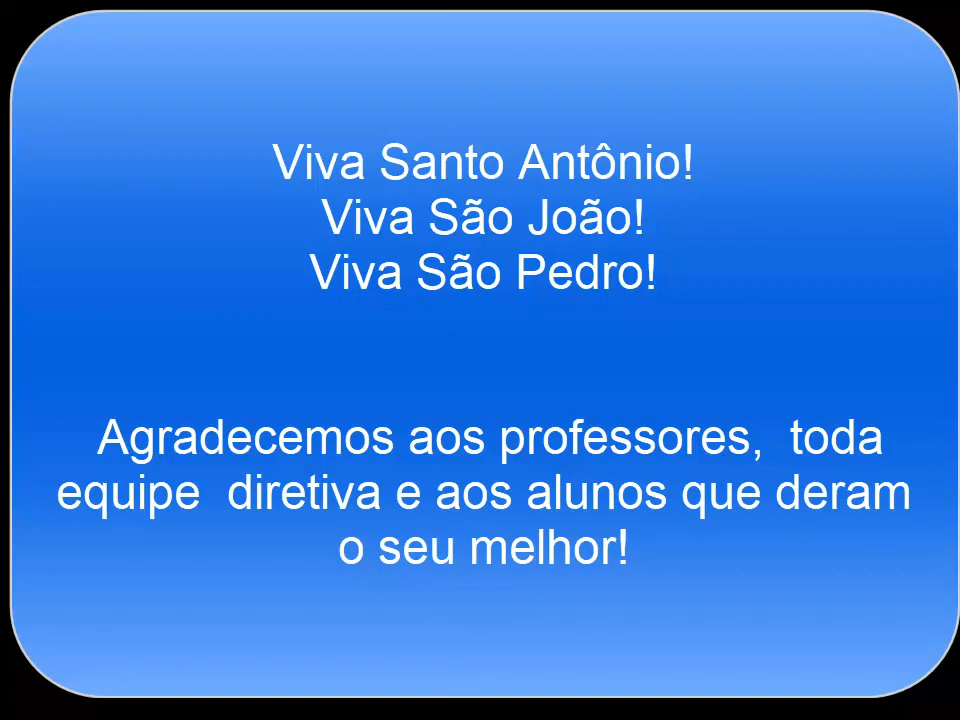 Viva Santo Antônio!
Viva São João!
Viva São Pedro!
Agradecemos aos professores,  toda
equipe  diretiva e aos alunos que deram
o seu melhor!